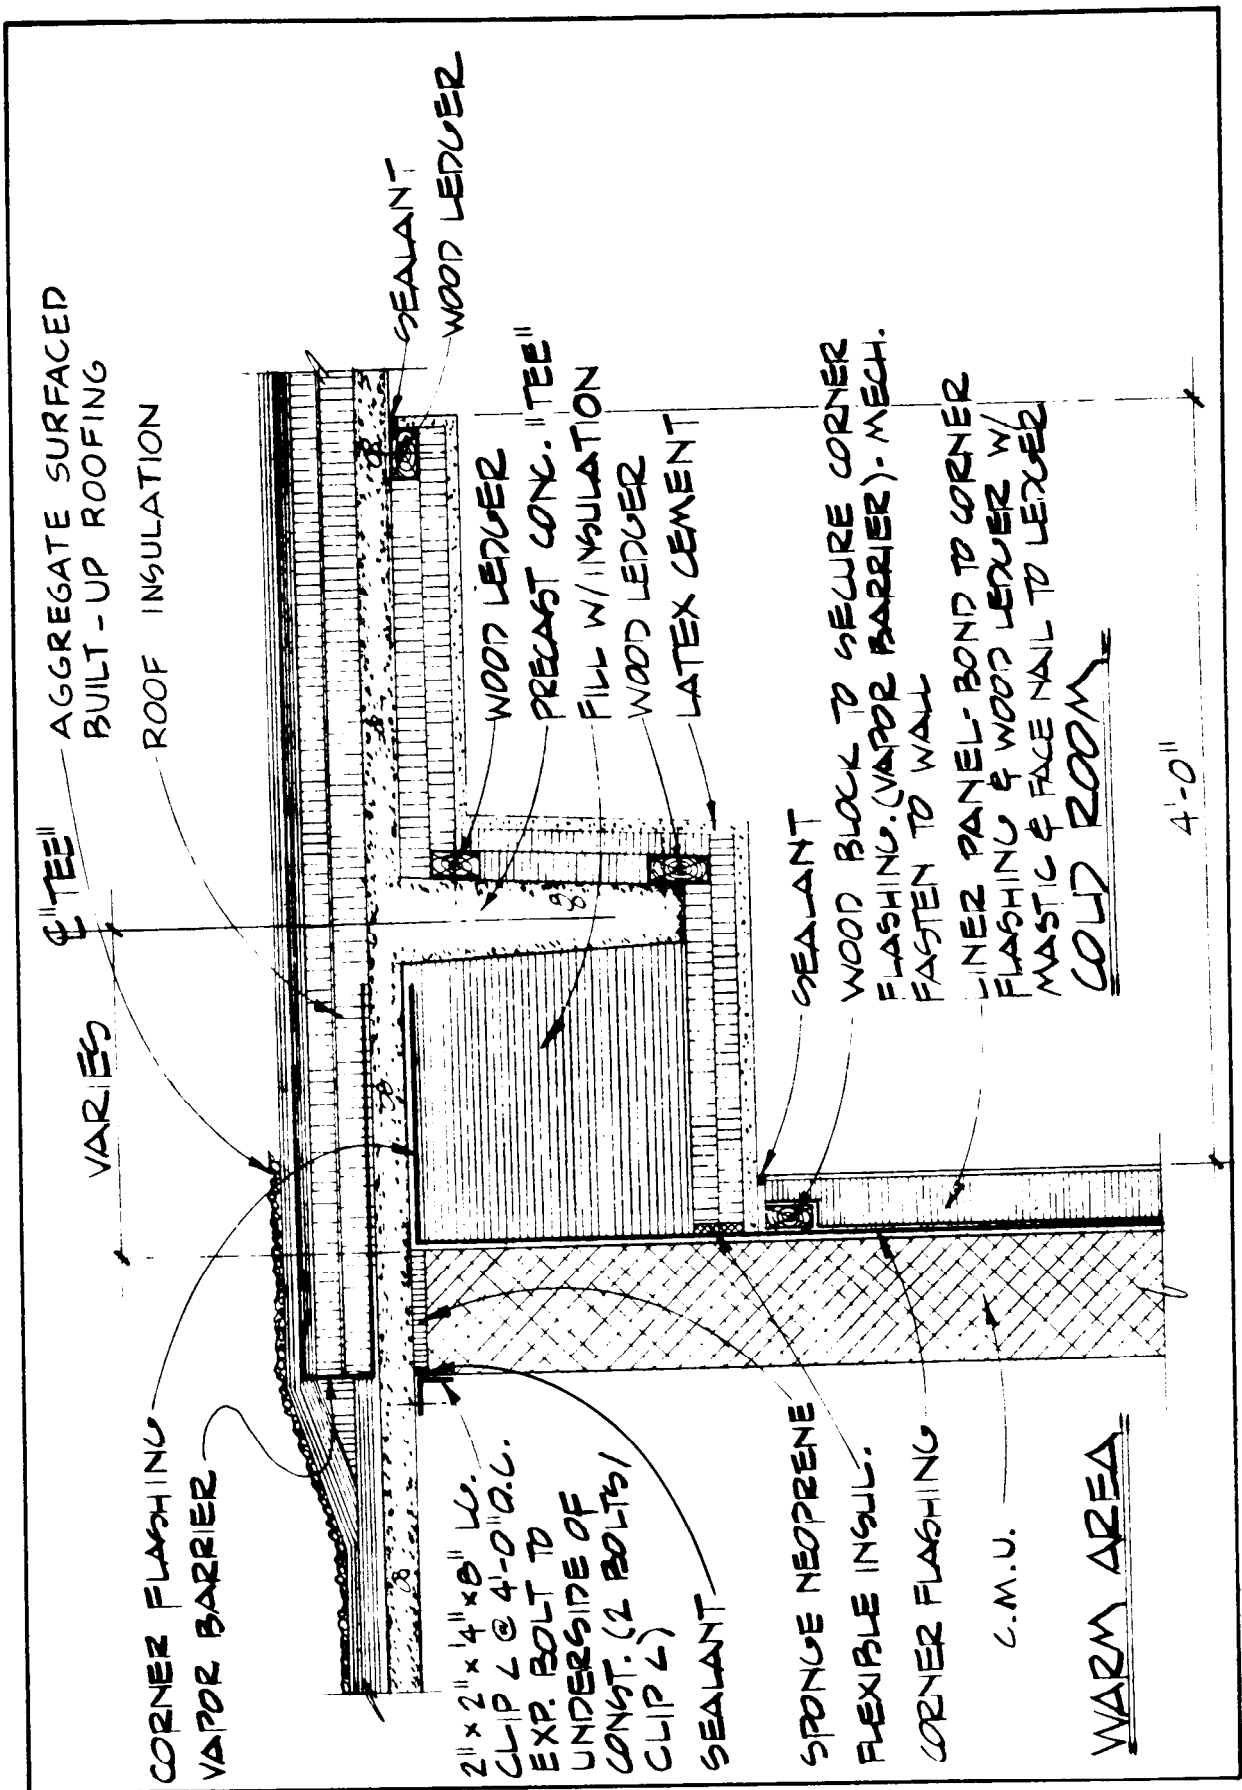 CORNER FLASHING
VAPOR BARRIER
2" x 2" x 4" x 8" LG.
CLIP L @ 4'-0" O.C.
EXP. BOLT TO
UNDERSIDE OF
CONST. (2 BOLTS/
CLIP L)
SEALANT
SPONGE NEOPRENE
FLEXIBLE INSUL.
CORNER FLASHING
C.M.U.
WARM AREA
VARIES
℄ "TEE"
AGGREGATE SURFACED
BUILT-UP ROOFING
ROOF INSULATION
SEALANT
WOOD LEDGER
WOOD LEDGER
PRECAST CONC. "TEE"
FILL W/INSULATION
WOOD LEDGER
LATEX CEMENT
SEALANT
WOOD BLOCK TO SECURE CORNER
FLASHING. (VAPOR BARRIER). MECH.
FASTEN TO WALL
LINER PANEL - BOND TO CORNER
FLASHING & WOOD LEDGER W/
MASTIC & FACE NAIL TO LEDGER
COLD ROOM
4'-0"